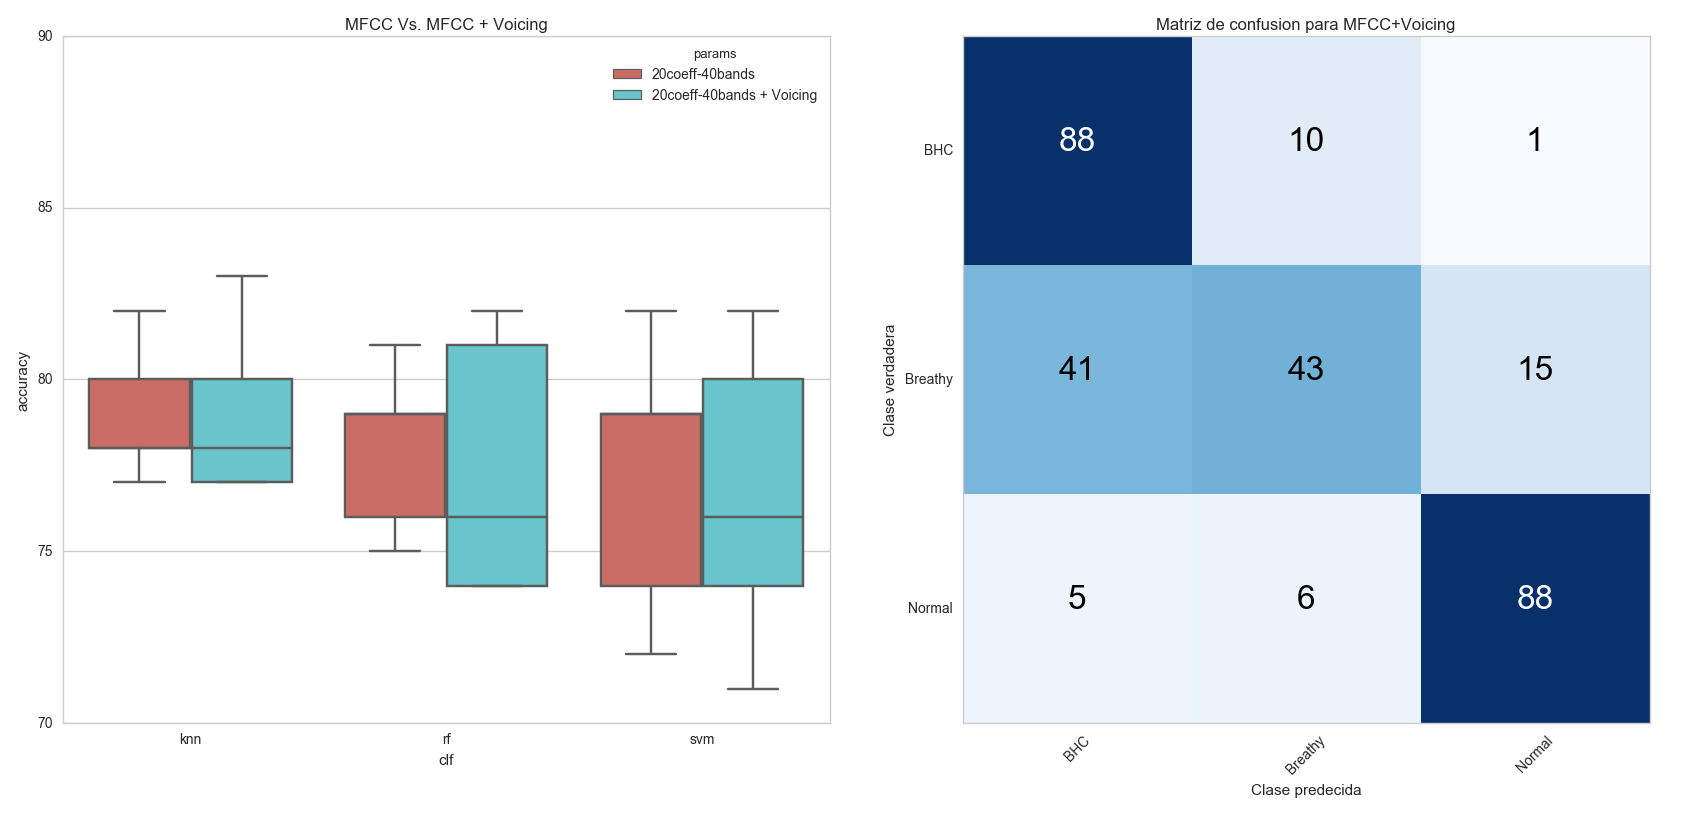 MFCC Vs. MFCC + Voicing
params
20coeff-40bands
20coeff-40bands + Voicing
accuracy
90
85
80
75
70
knn
rf
svm
clf
Matriz de confusion para MFCC+Voicing
Clase verdadera
BHC
88
10
1
Breathy
41
43
15
Normal
5
6
88
BHC
Breathy
Normal
Clase predecida